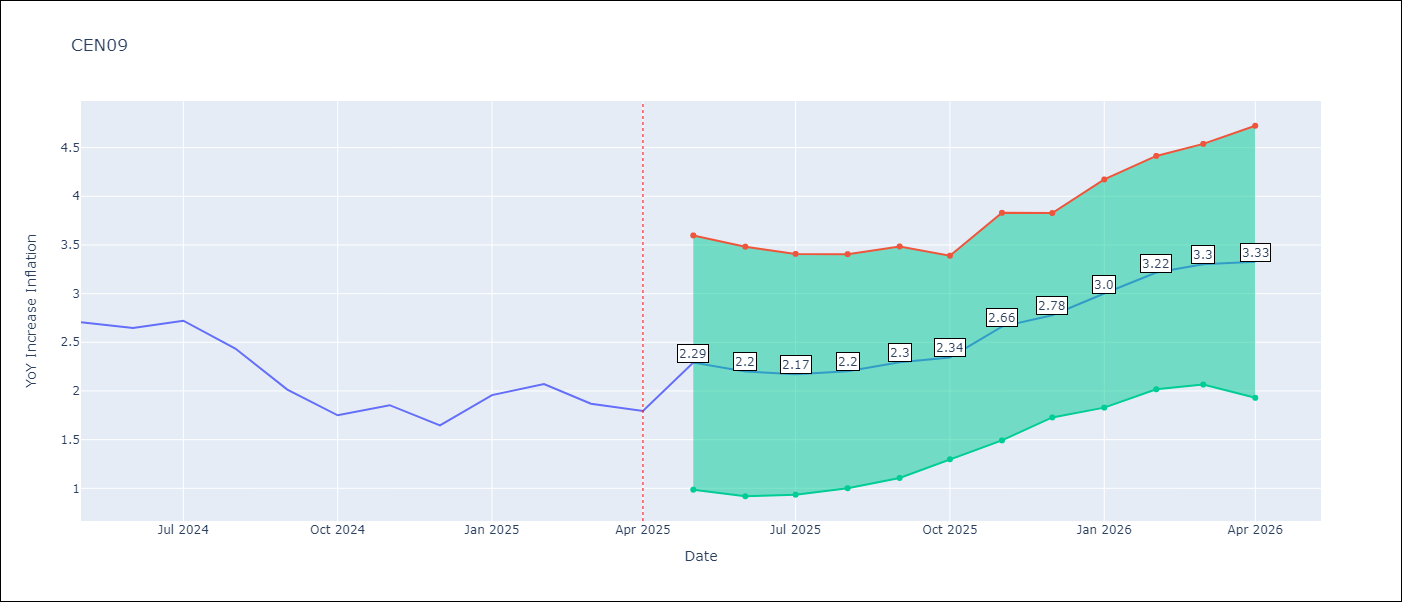 CEN09
YoY Increase Inflation
4.5
4
3.5
3
2.5
2
1.5
1
2.29
2.2
2.17
2.2
2.3
2.34
2.66
2.78
3.0
3.22
3.3
3.33
Jul 2024
Oct 2024
Jan 2025
Apr 2025
Jul 2025
Oct 2025
Jan 2026
Apr 2026
Date